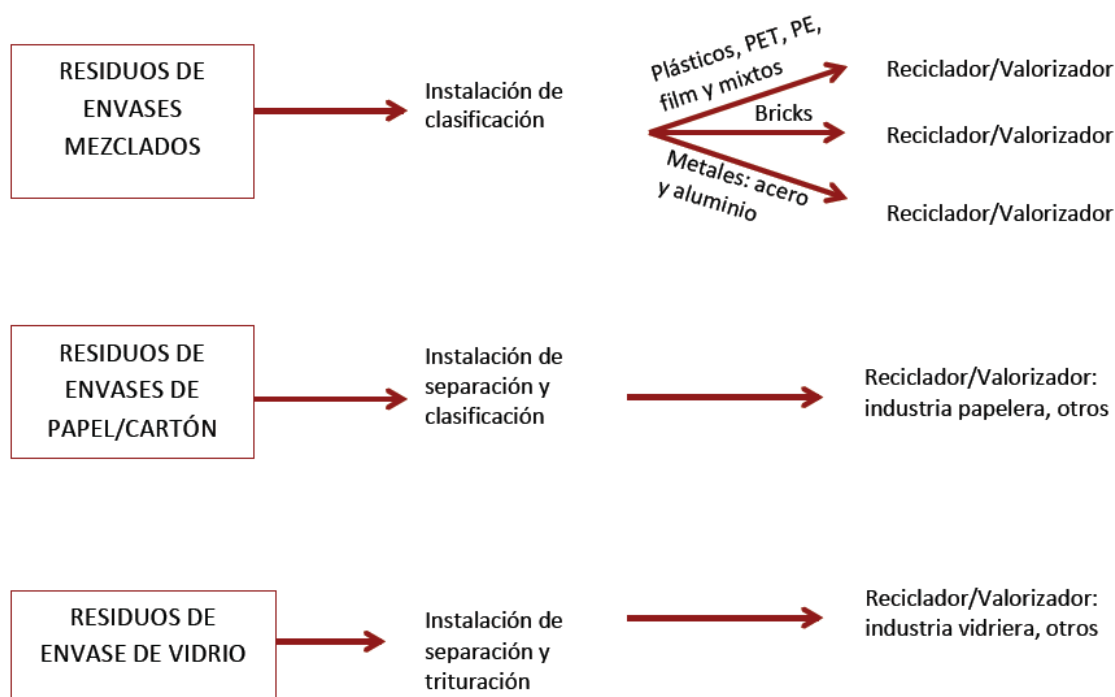 RESIDUOS DE
ENVASES
MEZCLADOS
Instalación de
clasificación
Plásticos, PET, PE,
film y mixtos
Bricks
Metales: acero
y aluminio
Reciclador/Valorizador
Reciclador/Valorizador
Reciclador/Valorizador
RESIDUOS DE
ENVASES DE
PAPEL/CARTÓN
Instalación de
separación y
clasificación
Reciclador/Valorizador:
industria papelera, otros
RESIDUOS DE
ENVASE DE VIDRIO
Instalación de
separación y
trituración
Reciclador/Valorizador:
industria vidriera, otros